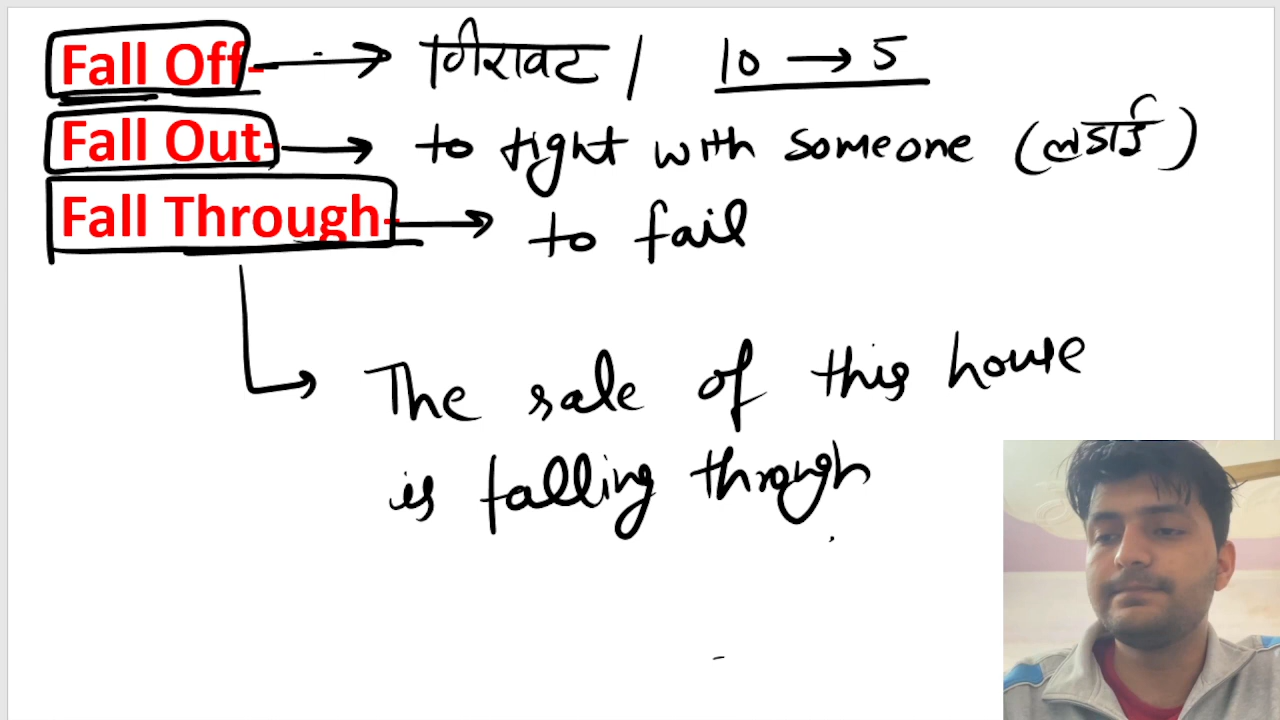 Fall Off- → गिरावट / 10 → 5
Fall Out- → to fight with someone (लडाई)
Fall Through- → to fail
The sale of this house
is falling through